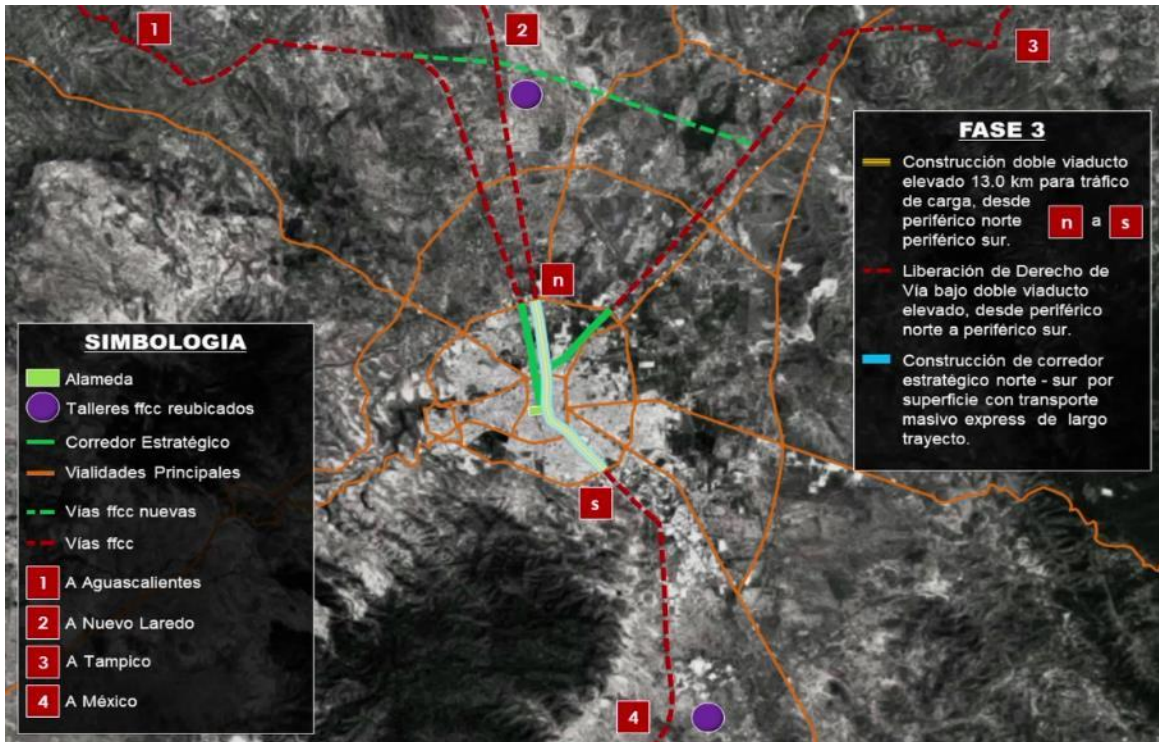 1
2
3
FASE 3
Construcción doble viaducto
elevado 13.0 km para tráfico
de carga, desde
periférico norte n a s
periférico sur.
Liberación de Derecho de
Vía bajo doble viaducto
elevado, desde periférico
norte a periférico sur.
Construcción de corredor
estratégico norte - sur por
superficie con transporte
masivo express de largo
trayecto.
n
SIMBOLOGIA
Alameda
Talleres ffcc reubicados
Corredor Estratégico
Vialidades Principales
Vías ffcc nuevas
Vías ffcc
1 A Aguascalientes
2 A Nuevo Laredo
3 A Tampico
4 A México
s
4